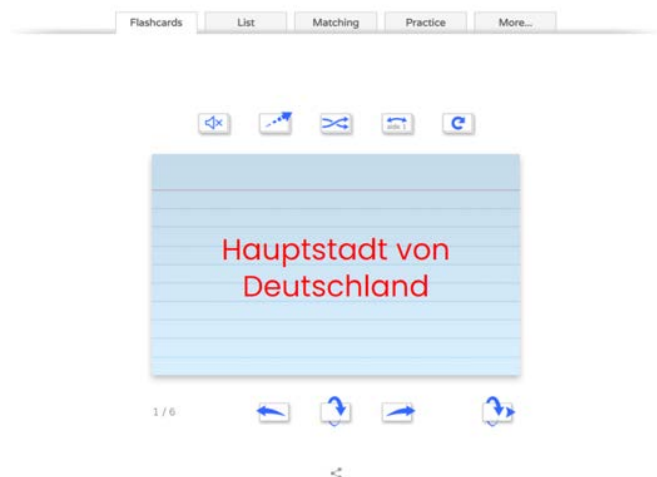 Flashcards
List
Matching
Practice
More...
side 1
Hauptstadt von
Deutschland
1 / 6